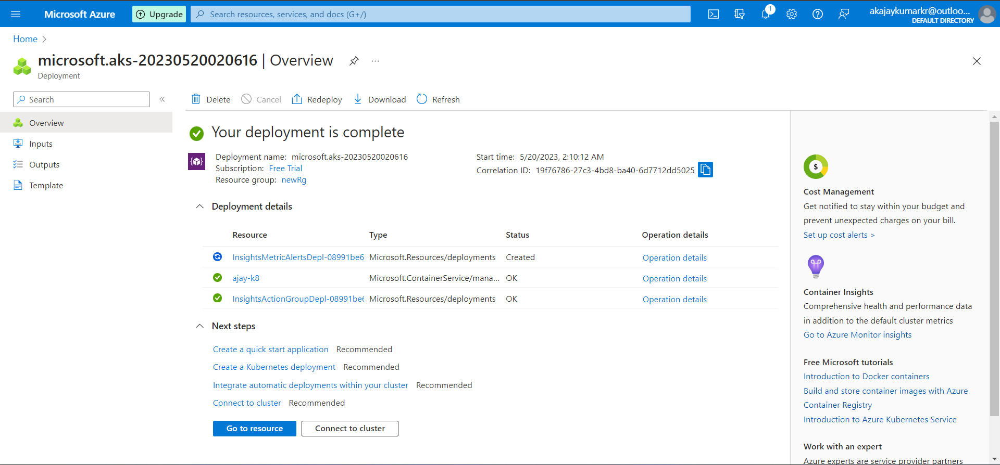 Microsoft Azure
Upgrade
Search resources, services, and docs (G+/)
1
akajaykumarkr@outloo...
DEFAULT DIRECTORY
Home
microsoft.aks-20230520020616 | Overview
...
Deployment
Search
«
Delete
Cancel
Redeploy
Download
Refresh
Overview
Inputs
Outputs
Template
Your deployment is complete
Deployment name: microsoft.aks-20230520020616
Subscription: Free Trial
Resource group: newRg
Start time: 5/20/2023, 2:10:12 AM
Correlation ID: 19f76786-27c3-4bd8-ba40-6d7712dd5025
Deployment details
Resource Type Status Operation details
InsightsMetricAlertsDepl-08991be6 Microsoft.Resources/deployments Created Operation details
ajay-k8 Microsoft.ContainerService/mana... OK Operation details
InsightsActionGroupDepl-08991be6 Microsoft.Resources/deployments OK Operation details
Next steps
Create a quick start application Recommended
Create a Kubernetes deployment Recommended
Integrate automatic deployments within your cluster Recommended
Connect to cluster Recommended
Go to resource
Connect to cluster
$
Cost Management
Get notified to stay within your budget and
prevent unexpected charges on your bill.
Set up cost alerts >
Container Insights
Comprehensive health and performance data
in addition to the default cluster metrics
Go to Azure Monitor insights
Free Microsoft tutorials
Introduction to Docker containers
Build and store container images with Azure
Container Registry
Introduction to Azure Kubernetes Service
Work with an expert
Azure experts are service provider partners